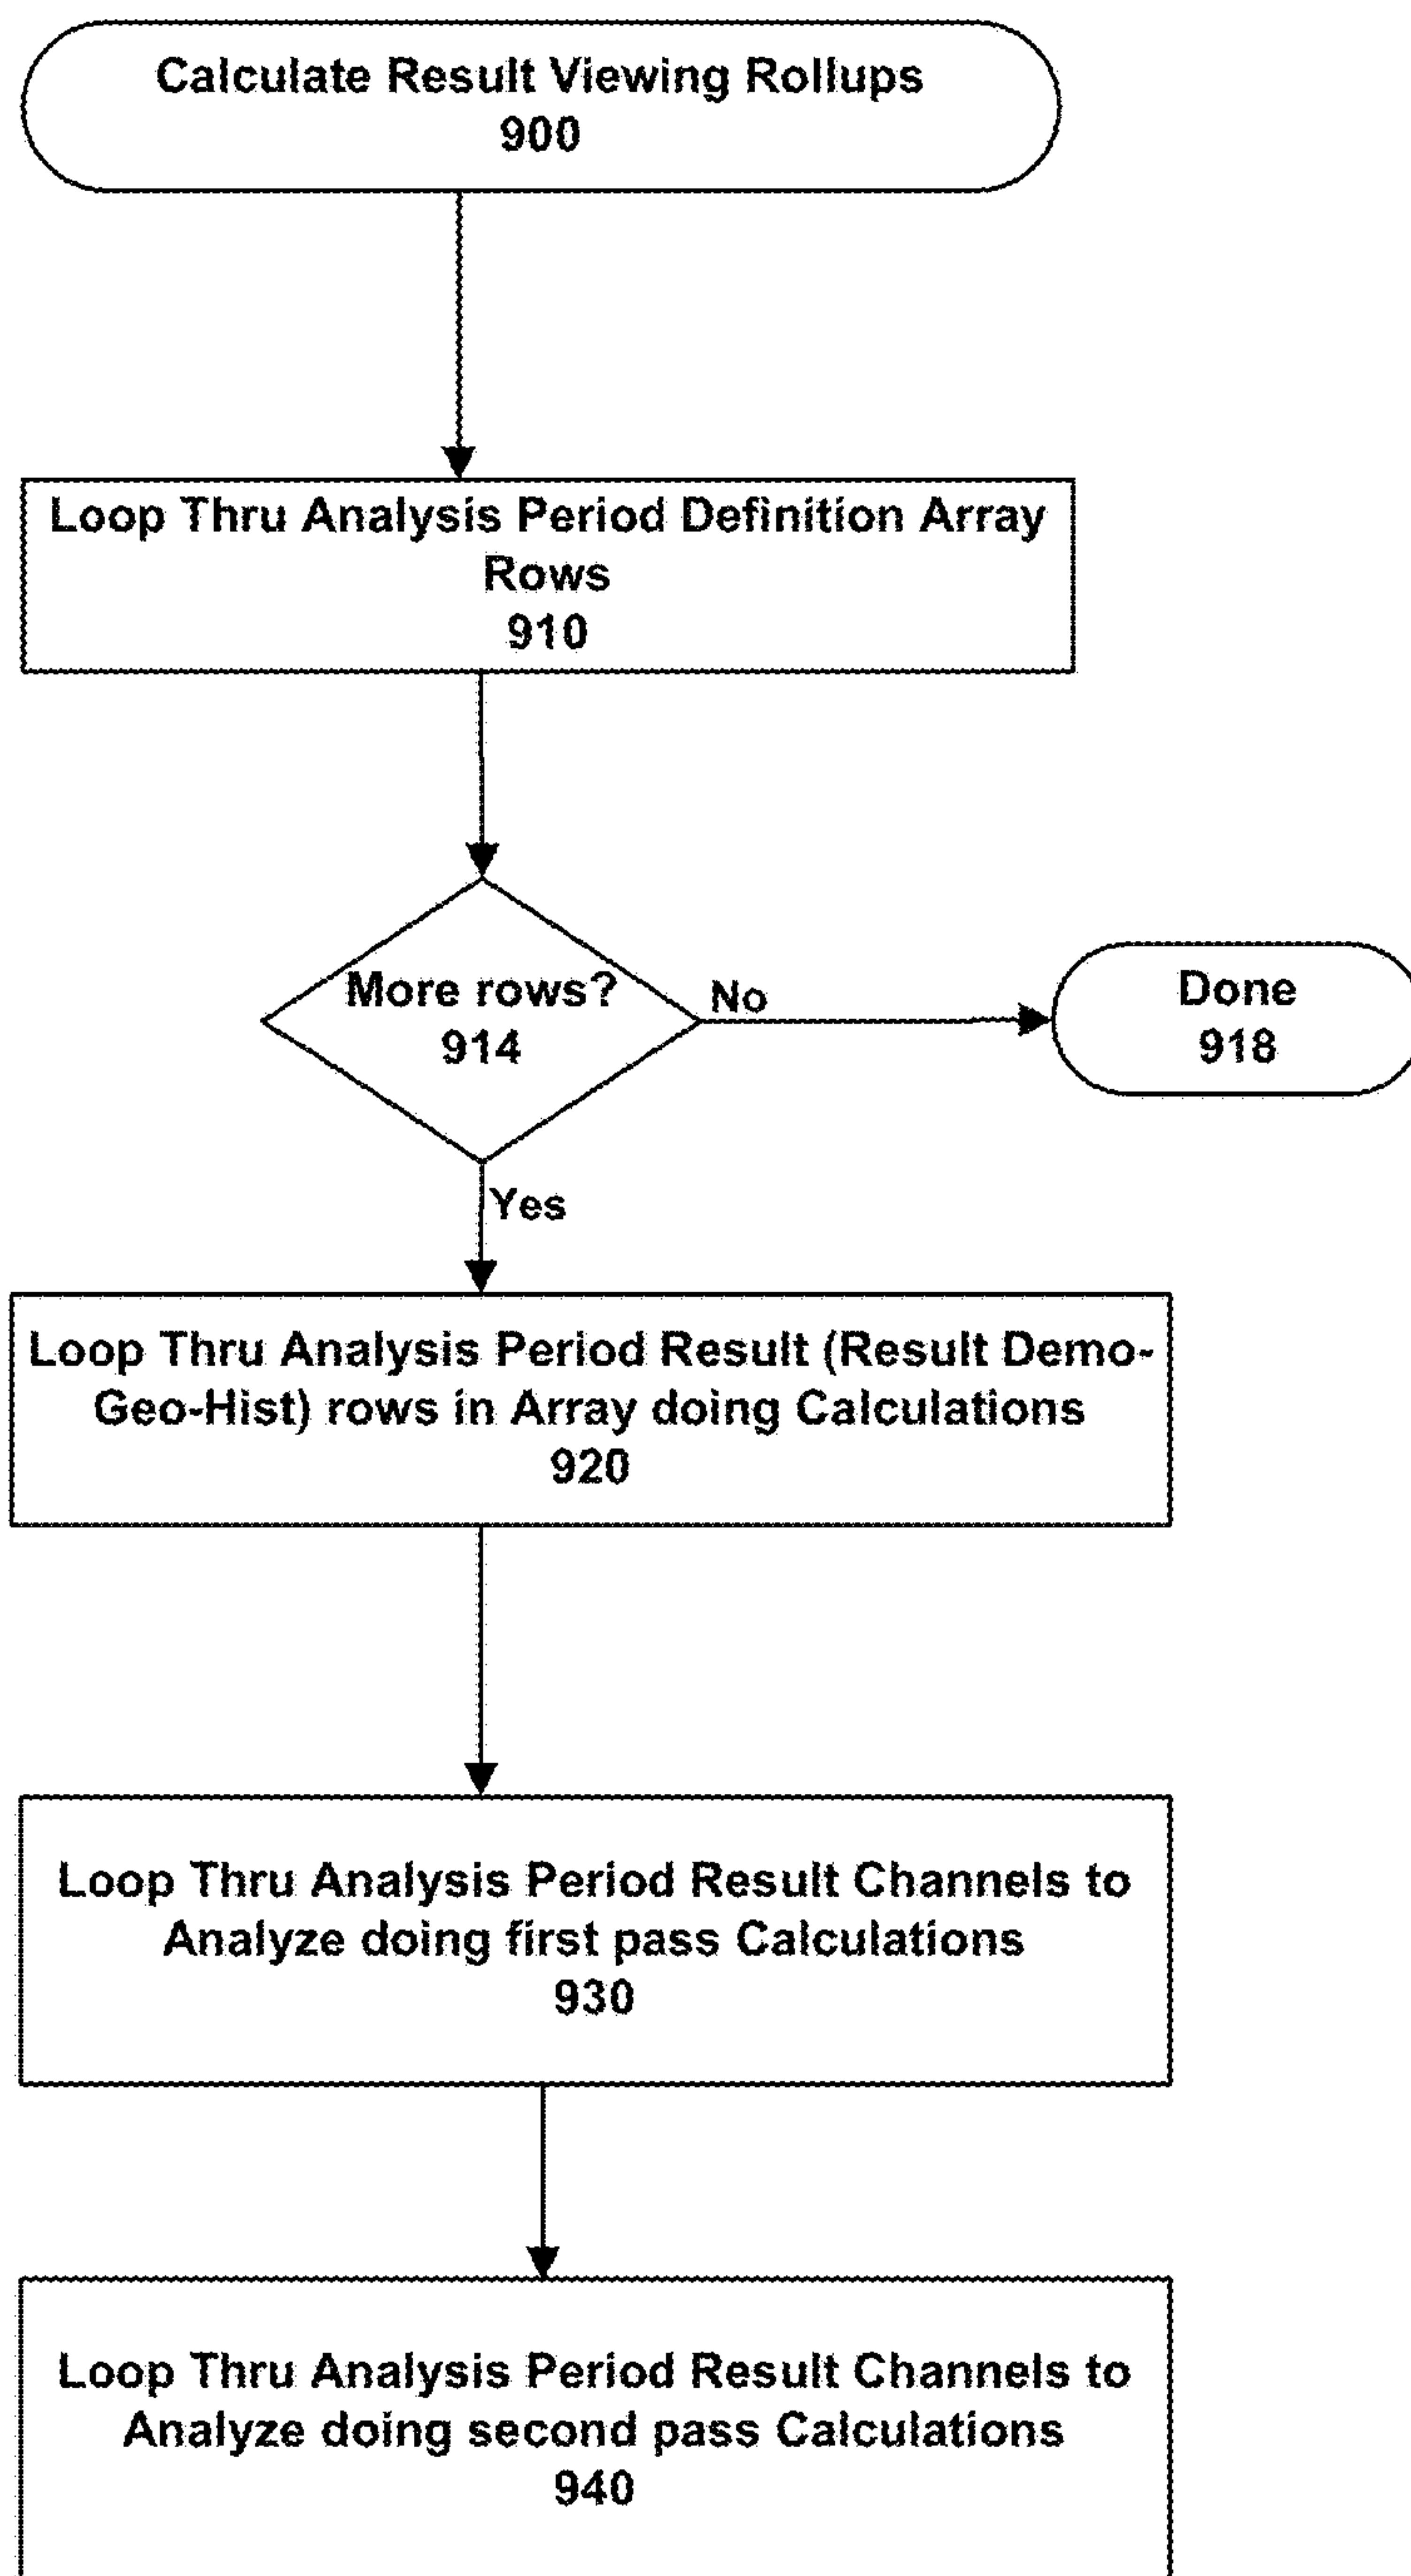 Calculate Result Viewing Rollups
900
Loop Thru Analysis Period Definition Array
Rows
910
More rows?
914
No
Done
918
Yes
Loop Thru Analysis Period Result (Result Demo-
Geo-Hist) rows in Array doing Calculations
920
Loop Thru Analysis Period Result Channels to
Analyze doing first pass Calculations
930
Loop Thru Analysis Period Result Channels to
Analyze doing second pass Calculations
940